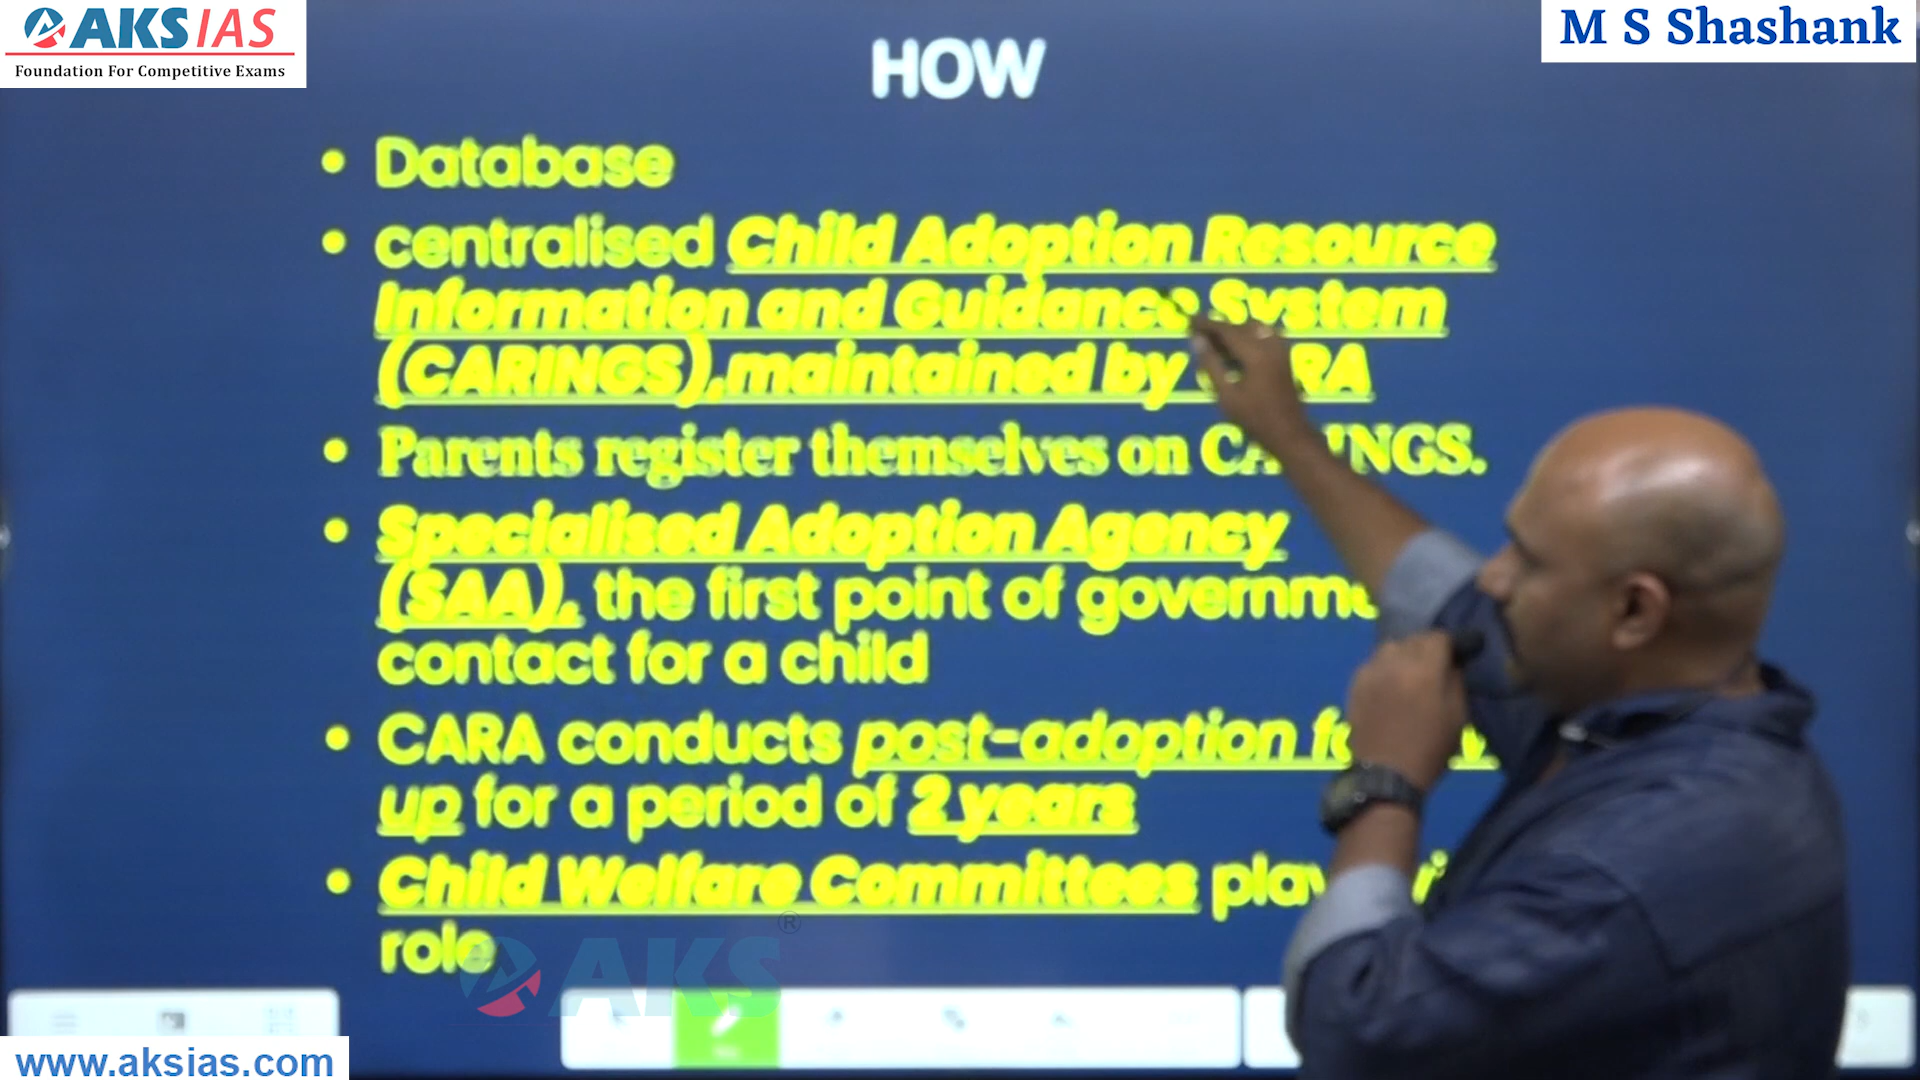 AKS IAS
Foundation For Competitive Exams
M S Shashank
HOW
• Database
• centralised Child Adoption Resource
Information and Guidance System
(CARINGS),maintained by
• Parents register themselves on
• Specialised Adoption Agency
(SAA), the first point of
contact for a child
• CARA conducts post-adoption
up for a period of 2 years
• Child Welfare Committees
role
AKS®
www.aksias.com